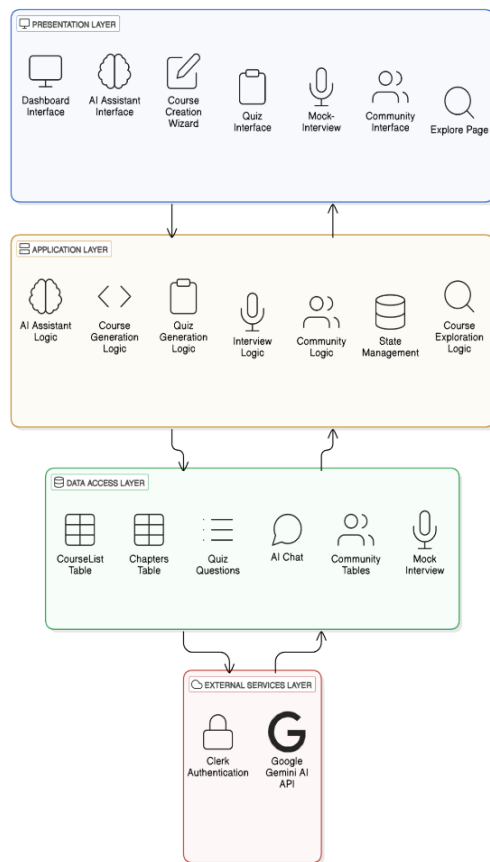 PRESENTATION LAYER
Dashboard
Interface
AI Assistant
Interface
Course
Creation
Wizard
Quiz
Interface
Mock-
Interview
Community
Interface
Explore Page
APPLICATION LAYER
AI Assistant
Logic
Course
Generation
Logic
Quiz
Generation
Logic
Interview
Logic
Community
Logic
State
Management
Course
Exploration
Logic
DATA ACCESS LAYER
CourseList
Table
Chapters
Table
Quiz
Questions
AI Chat
Community
Tables
Mock
Interview
EXTERNAL SERVICES LAYER
Clerk
Authentication
Google
Gemini AI
API